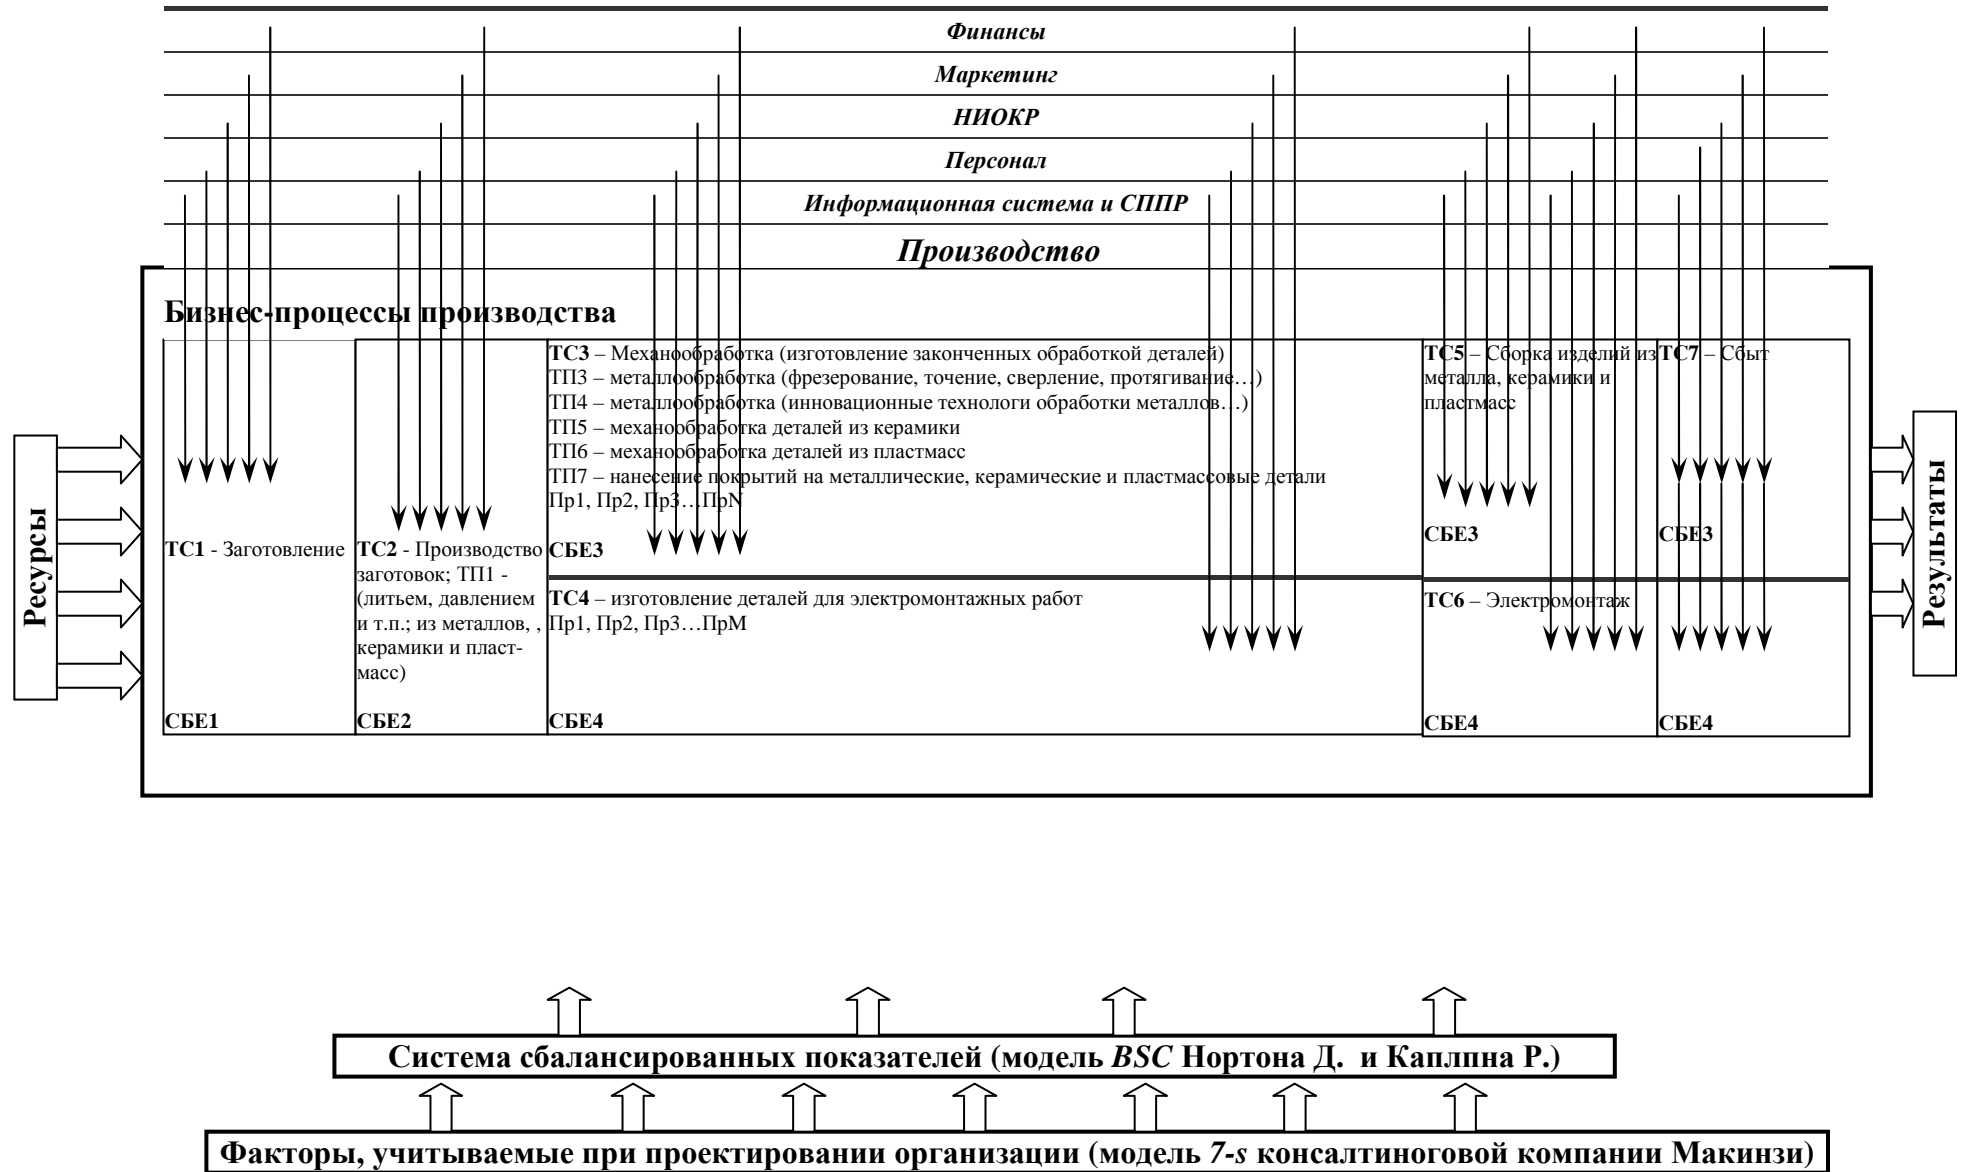 Финансы
Маркетинг
НИОКР
Персонал
Информационная система и СППР
Производство
Бизнес-процессы производства
Ресурсы
ТС1 - Заготовление
СБЕ1
ТС2 - Производство
заготовок; ТП1 -
(литьем, давлением
и т.п.; из металлов, ,
керамики и пласт-
масс)
СБЕ2
ТС3 – Механообработка (изготовление законченных обработкой деталей)
ТП3 – металлообработка (фрезерование, точение, сверление, протягивание…)
ТП4 – металлообработка (инновационные технологи обработки металлов…)
ТП5 – механообработка деталей из керамики
ТП6 – механообработка деталей из пластмасс
ТП7 – нанесение покрытий на металлические, керамические и пластмассовые детали
Пр1, Пр2, Пр3…ПрN
СБЕ3
ТС4 – изготовление деталей для электромонтажных работ
Пр1, Пр2, Пр3…ПрМ
СБЕ4
ТС5 – Сборка изделий из
металла, керамики и
пластмасс
СБЕ3
ТС6 – Электромонтаж
СБЕ4
ТС7 – Сбыт
СБЕ3
СБЕ4
Результаты
Система сбалансированных показателей (модель BSC Нортона Д. и Каплпна Р.)
Факторы, учитываемые при проектировании организации (модель 7-s консалтиноговой компании Макинзи)